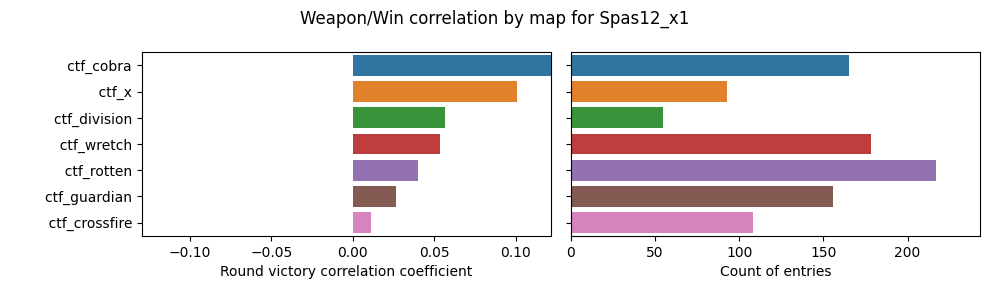 Weapon/Win correlation by map for Spas12_x1
ctf_cobra
ctf_x
ctf_division
ctf_wretch
ctf_rotten
ctf_guardian
ctf_crossfire
−0.10 −0.05 0.00 0.05 0.10
Round victory correlation coefficient
0 50 100 150 200
Count of entries